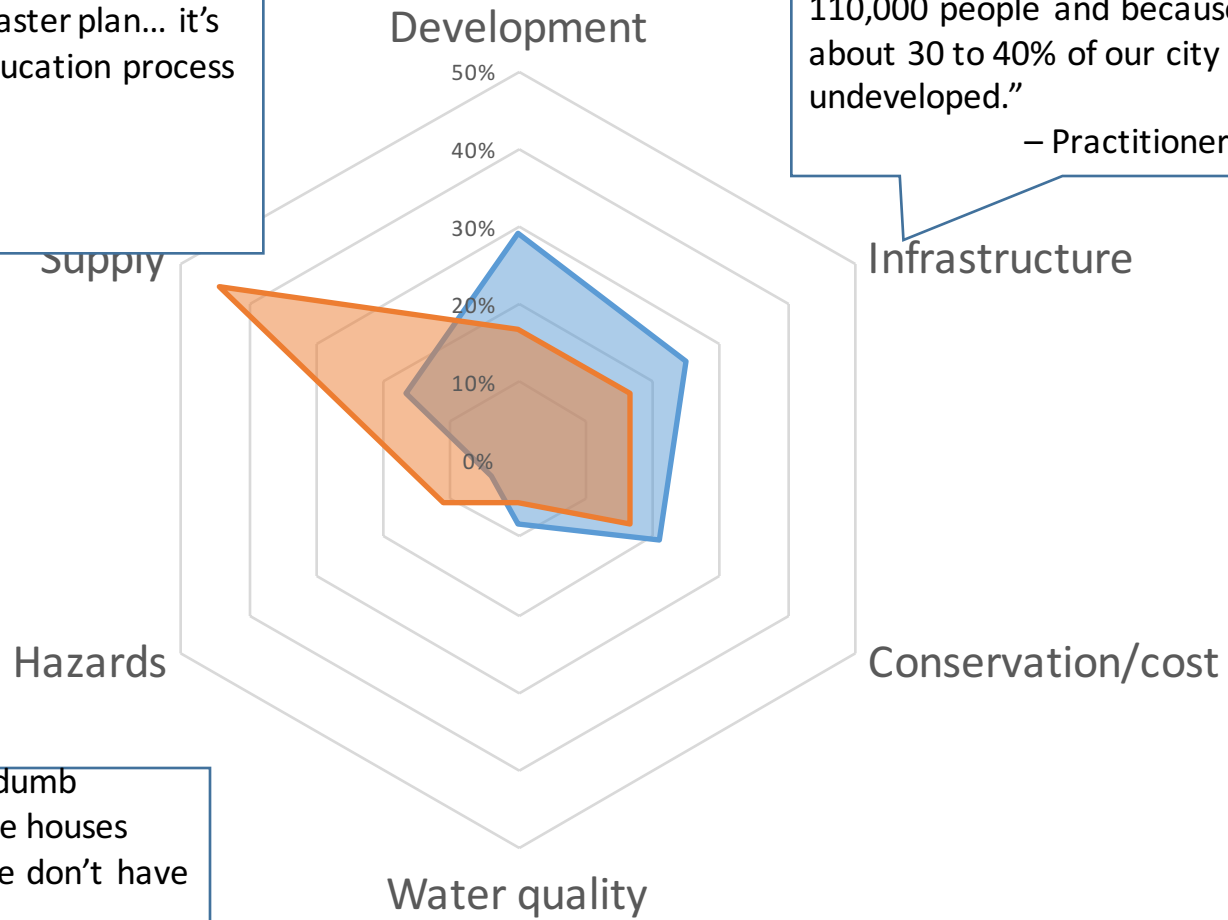 aster plan… it’s
ucation process
110,000 people and because
about 30 to 40% of our city
undeveloped.”
– Practitioner
Development
50%
40%
30%
20%
10%
0%
Supply
Infrastructure
Hazards
Conservation/cost
dumb
e houses
e don’t have
Water quality